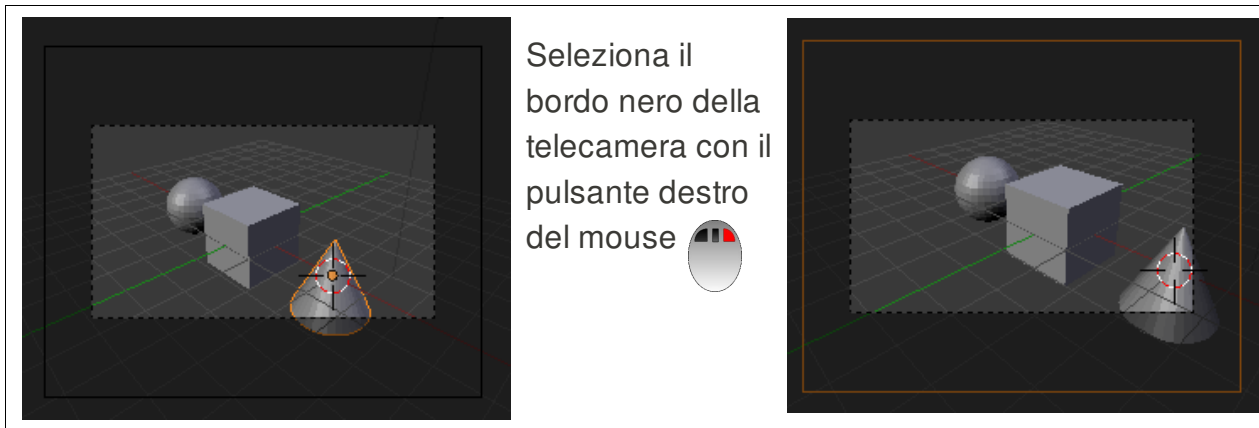 Seleziona il
bordo nero della
telecamera con il
pulsante destro
del mouse